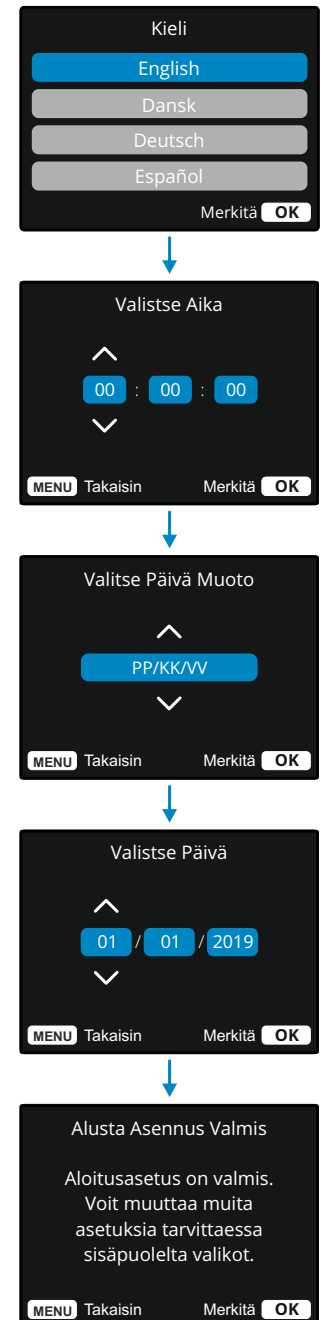 Kieli
English
Dansk
Deutsch
Español
Merkitä OK
Valistse Aika
00 : 00 : 00
MENU Takaisin Merkitä OK
Valitse Päivä Muoto
PP/KK/VV
MENU Takaisin Merkitä OK
Valistse Päivä
01 / 01 / 2019
MENU Takaisin Merkitä OK
Alusta Asennus Valmis
Aloitusasetus on valmis.
Voit muuttaa muita
asetuksia tarvittaessa
sisäpuolelta valikot.
MENU Takaisin Merkitä OK